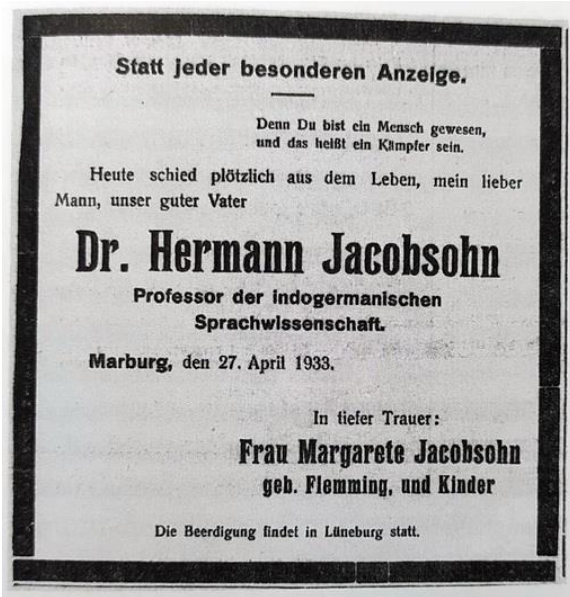 Statt jeder besonderen Anzeige.
Denn Du bist ein Mensch gewesen,
und das heißt ein Kämpfer sein.
Heute schied plötzlich aus dem Leben, mein lieber
Mann, unser guter Vater
Dr. Hermann Jacobsohn
Professor der indogermanischen
Sprachwissenschaft.
Marburg, den 27. April 1933.
In tiefer Trauer:
Frau Margarete Jacobsohn
geb. Flemming, und Kinder
Die Beerdigung findet in Lüneburg statt.